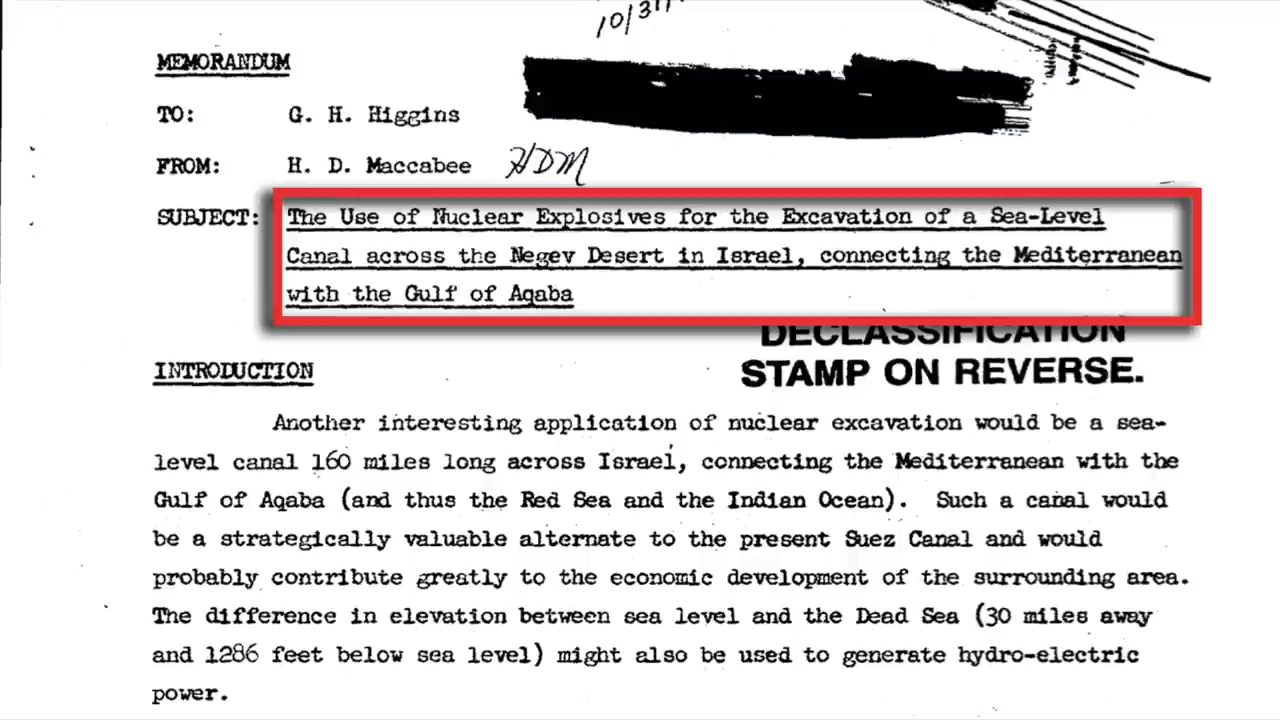 10/31/
MEMORANDUM
TO: G. H. Higgins
FROM: H. D. Maccabee HDM
SUBJECT: The Use of Nuclear Explosives for the Excavation of a Sea-Level
Canal across the Negev Desert in Israel, connecting the Mediterranean
with the Gulf of Aqaba
DECLASSIFICATION
STAMP ON REVERSE.
INTRODUCTION
Another interesting application of nuclear excavation would be a sea-
level canal 160 miles long across Israel, connecting the Mediterranean with the
Gulf of Aqaba (and thus the Red Sea and the Indian Ocean). Such a canal would
be a strategically valuable alternate to the present Suez Canal and would
probably contribute greatly to the economic development of the surrounding area.
The difference in elevation between sea level and the Dead Sea (30 miles away
and 1286 feet below sea level) might also be used to generate hydro-electric
power.